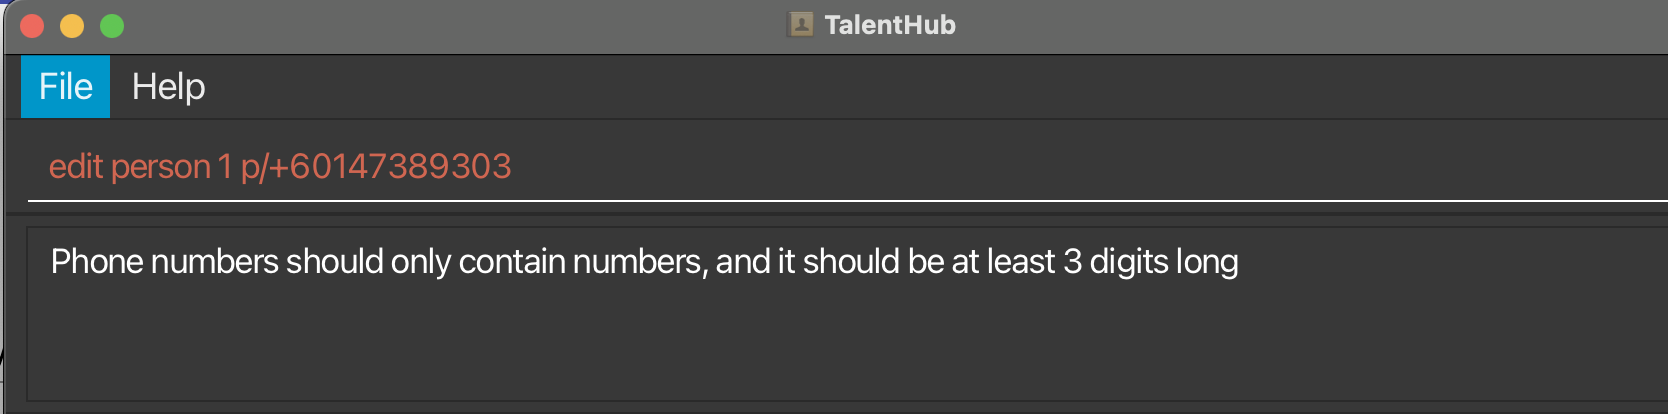 TalentHub
File Help
edit person 1 p/+60147389303
Phone numbers should only contain numbers, and it should be at least 3 digits long